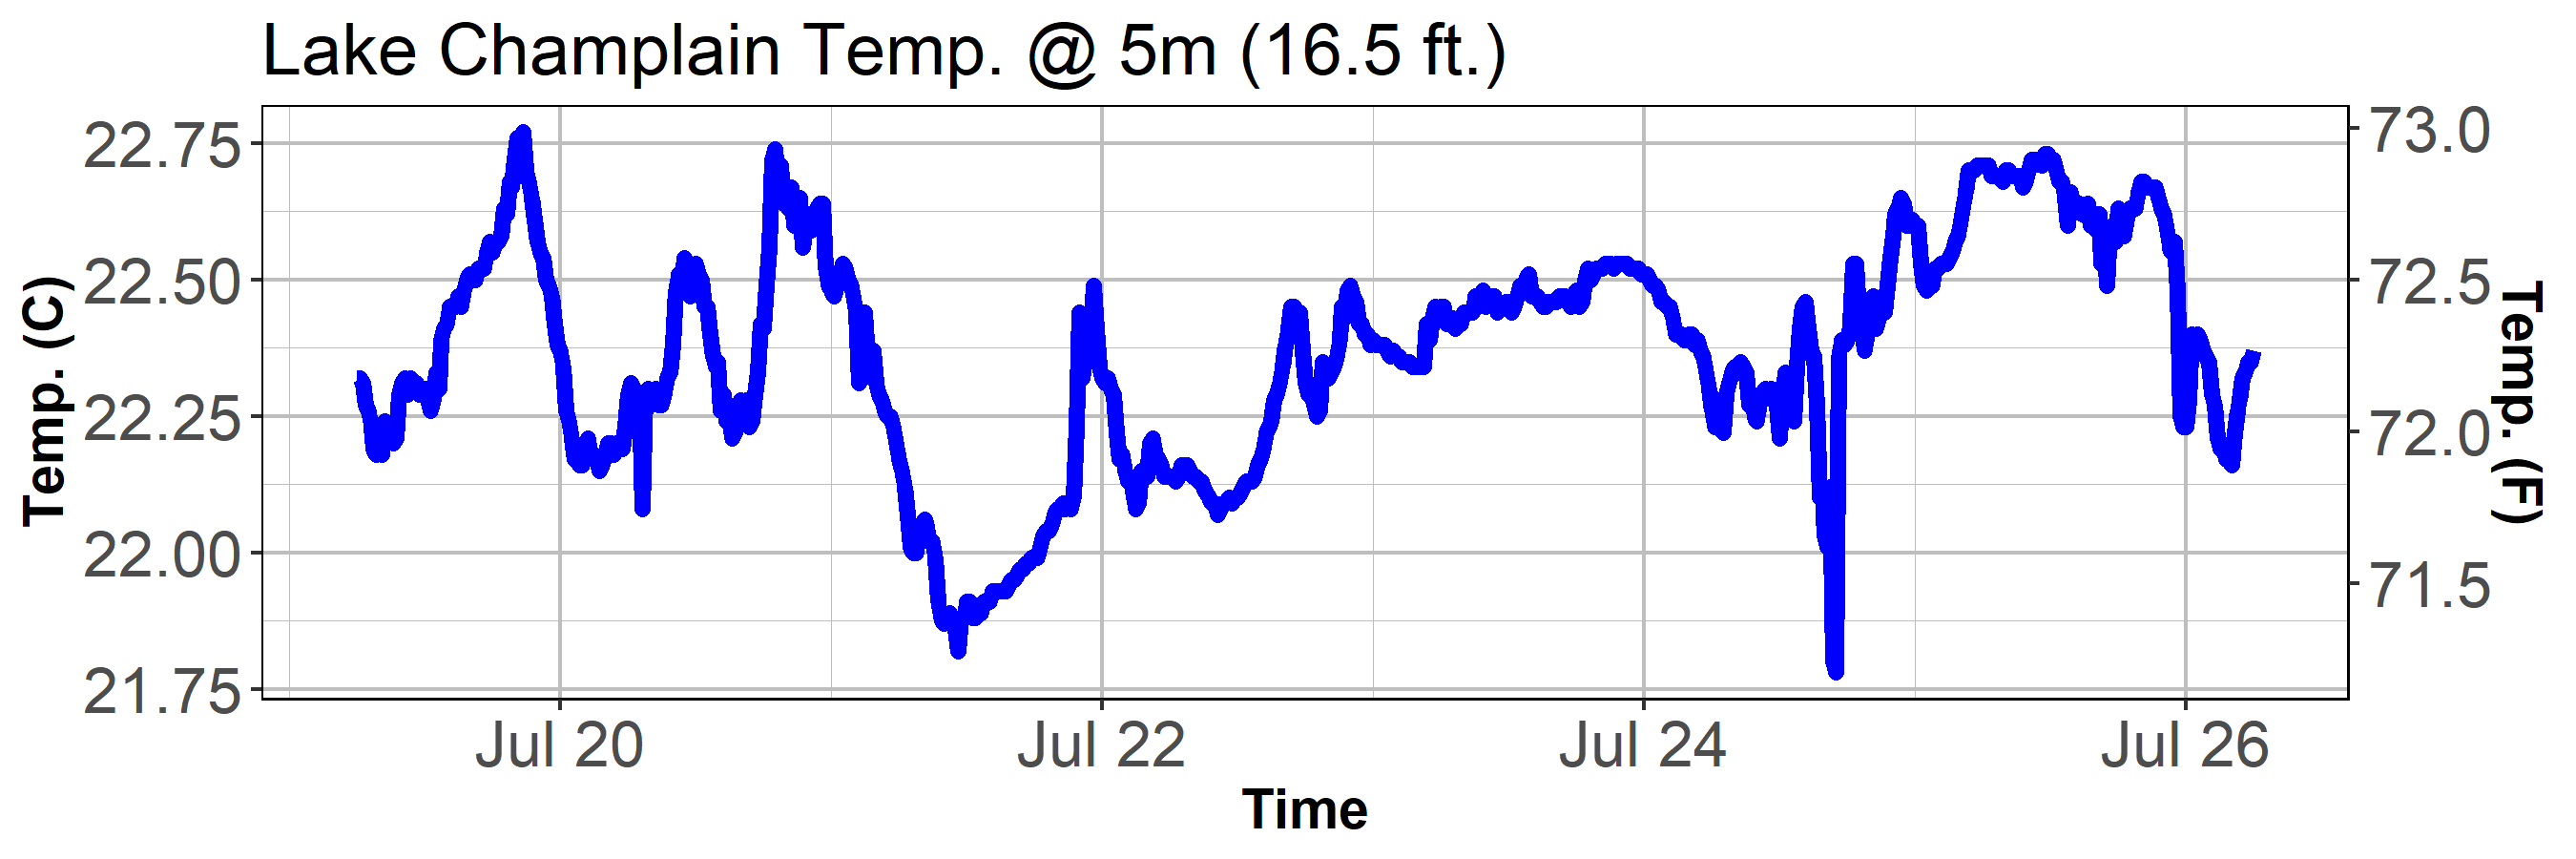 Lake Champlain Temp. @ 5m (16.5 ft.)
Temp. (C)
22.75
22.50
22.25
22.00
21.75
73.0
72.5
72.0
71.5
Temp. (F)
Jul 20
Jul 22
Jul 24
Jul 26
Time